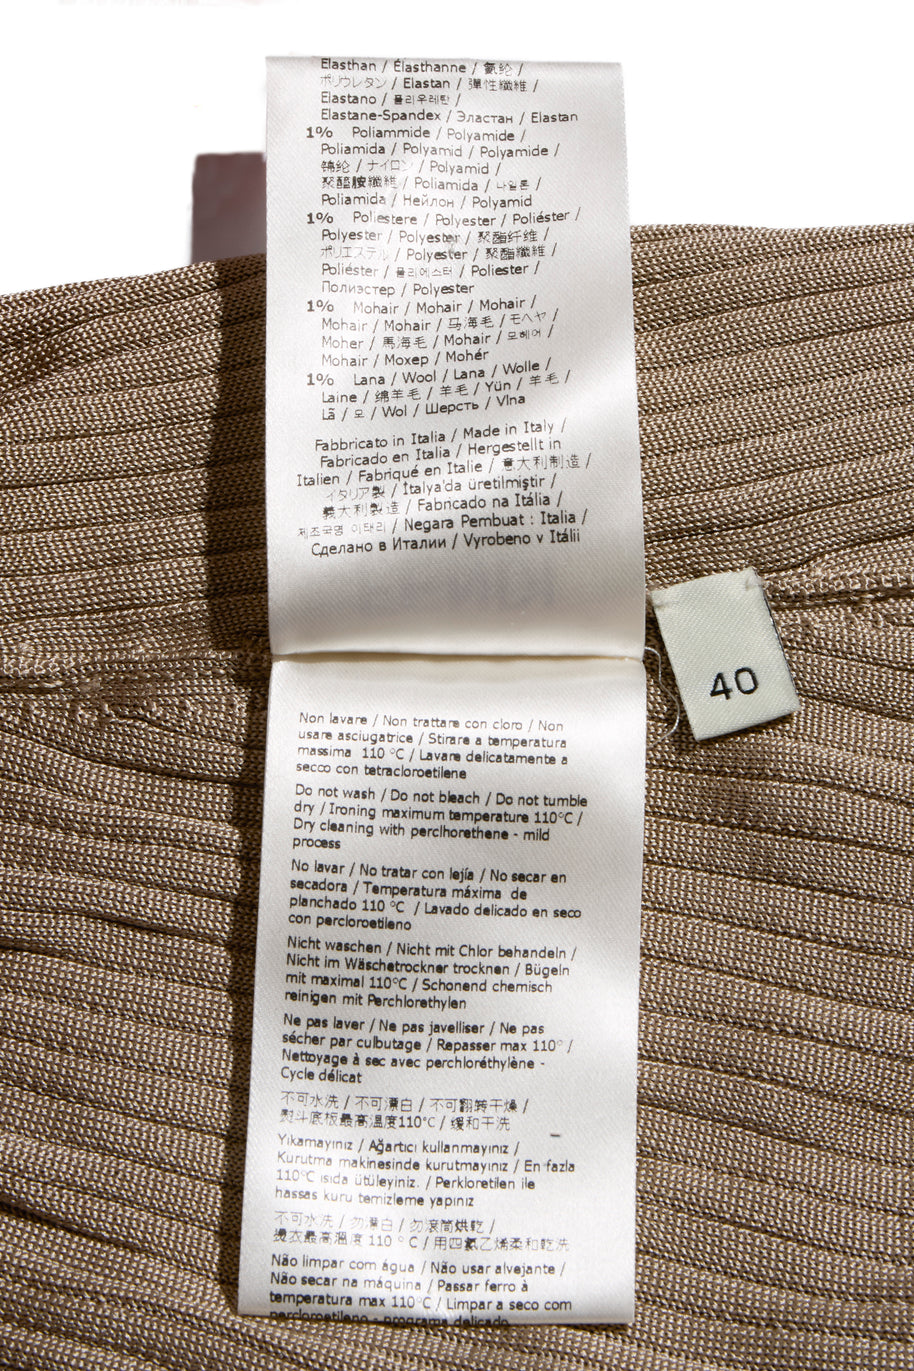 Elasthan / Élasthanne / 氨纶 /
ポリウレタン / Elastan / 彈性纖維 /
Elastano / 폴리우레탄 /
Elastane-Spandex / Эластан / Elastan
1% Poliammide / Polyamide /
Poliamida / Polyamid / Polyamide /
锦纶 / ナイロン / Polyamid /
聚醯胺纖維 / Poliamida / 나일론 /
Poliamida / Нейлон / Polyamid
1% Poliestere / Polyester / Poliéster /
Polyester / Polyester / 聚酯纤维 /
ポリエステル / Polyester / 聚酯纖維 /
Poliéster / 폴리에스터 / Poliester /
Полиэстер / Polyester
1% Mohair / Mohair / Mohair /
Mohair / Mohair / 马海毛 / モヘヤ /
Moher / 馬海毛 / Mohair / 모헤어 /
Mohair / Мохер / Mohér
1% Lana / Wool / Lana / Wolle /
Laine / 绵羊毛 / 羊毛 / Yün / 羊毛 /
Lã / 모 / Wol / Шерсть / Vlna
Fabbricato in Italia / Made in Italy /
Fabricado en Italia / Hergestellt in
Italien / Fabriqué en Italie / 意大利制造 /
イタリア製 / İtalya'da üretilmiştir /
義大利製造 / Fabricado na Itália /
제조국명 이태리 / Negara Pembuat : Italia /
Сделано в Италии / Vyrobeno v Itálii
40
Non lavare / Non trattare con cloro / Non
usare asciugatrice / Stirare a temperatura
massima 110°C / Lavare delicatamente a
secco con tetracloroetilene
Do not wash / Do not bleach / Do not tumble
dry / Ironing maximum temperature 110°C /
Dry cleaning with perclhorethene - mild
process
No lavar / No tratar con lejía / No secar en
secadora / Temperatura máxima de
planchado 110 °C / Lavado delicado en seco
con percloroetileno
Nicht waschen / Nicht mit Chlor behandeln /
Nicht im Wäschetrockner trocknen / Bügeln
mit maximal 110°C / Schonend chemisch
reinigen mit Perchlorethylen
Ne pas laver / Ne pas javelliser / Ne pas
sécher par culbutage / Repasser max 110° /
Nettoyage à sec avec perchloréthylène -
Cycle délicat
不可水洗 / 不可漂白 / 不可翻转干燥 /
熨斗底板最高温度110°C / 缓和干洗
Yıkamayınız / Ağartıcı kullanmayınız /
Kurutma makinesinde kurutmayınız / En fazla
110°C ısıda ütüleyiniz. / Perkloretilen ile
hassas kuru temizleme yapınız
不可水洗 / 勿漂白 / 勿滾筒烘乾 /
燙衣最高溫度 110 °C / 用四氯乙烯柔和乾洗
Não limpar com água / Não usar alvejante /
Não secar na máquina / Passar ferro à
temperatura max 110°C / Limpar a seco com
percloroetileno - programa delicado